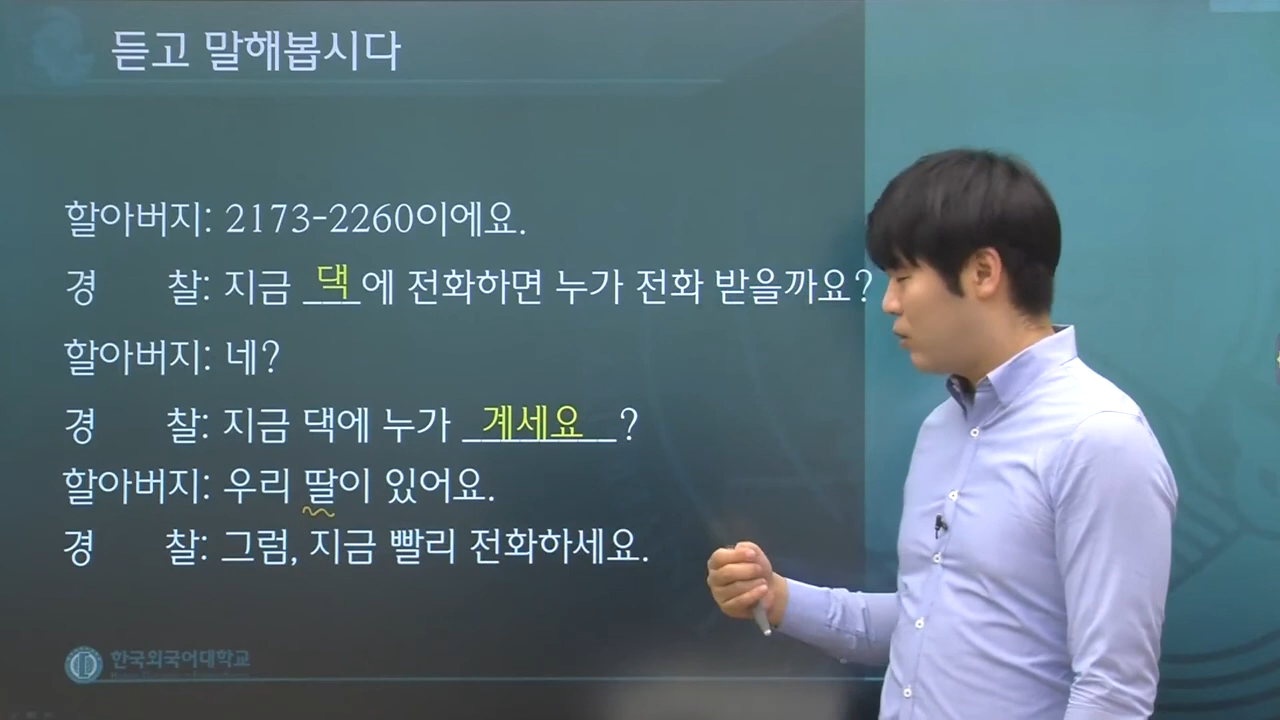 듣고 말해봅시다
할아버지: 2173-2260이에요.
경 찰: 지금 댁에 전화하면 누가 전화 받을까요?
할아버지: 네?
경 찰: 지금 댁에 누가 계세요?
할아버지: 우리 딸이 있어요.
경 찰: 그럼, 지금 빨리 전화하세요.
한국외국어대학교